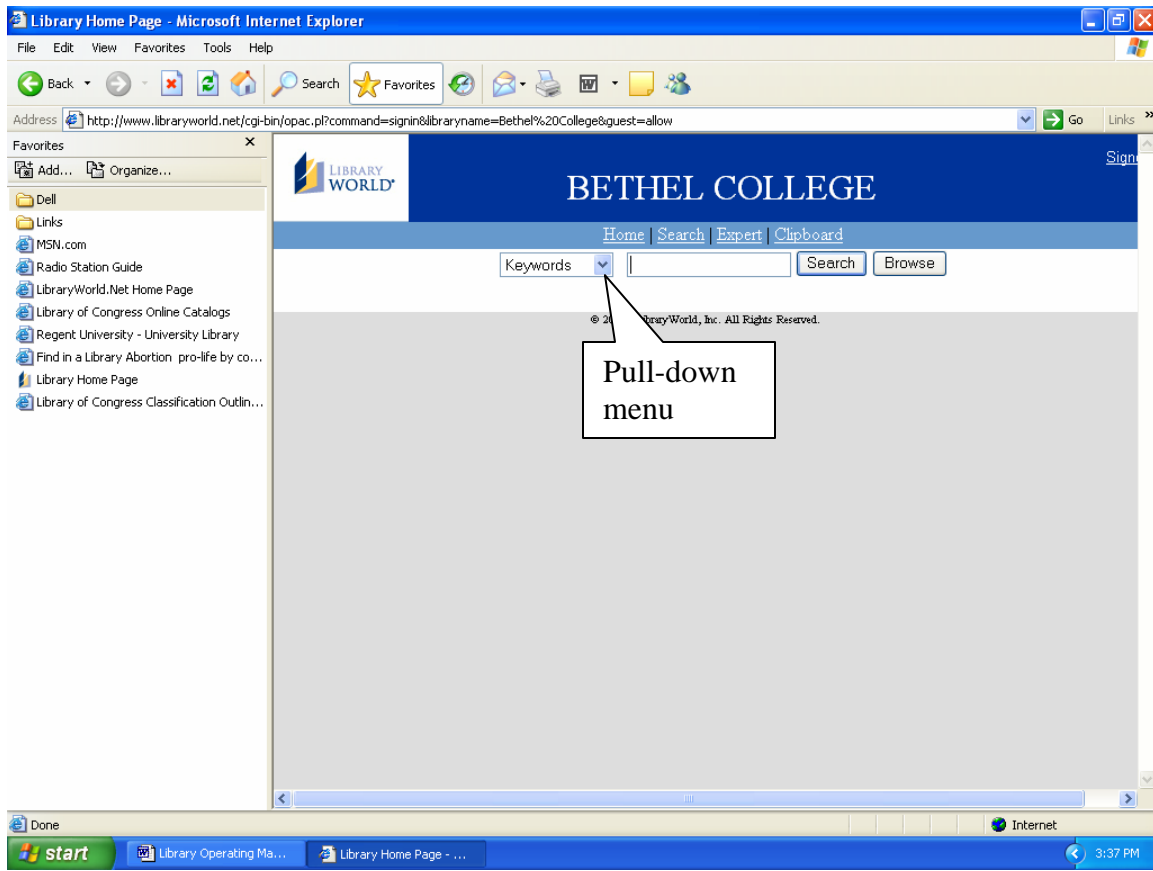 Library Home Page - Microsoft Internet Explorer
File Edit View Favorites Tools Help
Back Search Favorites
Address http://www.libraryworld.net/cgi-bin/opac.pl?command=signin&libraryname=Bethel%20College&guest=allow Go Links »
Favorites
Add... Organize...
Dell
Links
MSN.com
Radio Station Guide
LibraryWorld.Net Home Page
Library of Congress Online Catalogs
Regent University - University Library
Find in a Library Abortion pro-life by co...
Library Home Page
Library of Congress Classification Outlin...
LIBRARY
WORLD®
BETHEL COLLEGE
Home | Search | Expert | Clipboard
Keywords Search Browse
© LibraryWorld, Inc. All Rights Reserved.
Pull-down
menu
Done Internet
start Library Operating Ma... Library Home Page - ... 3:37 PM